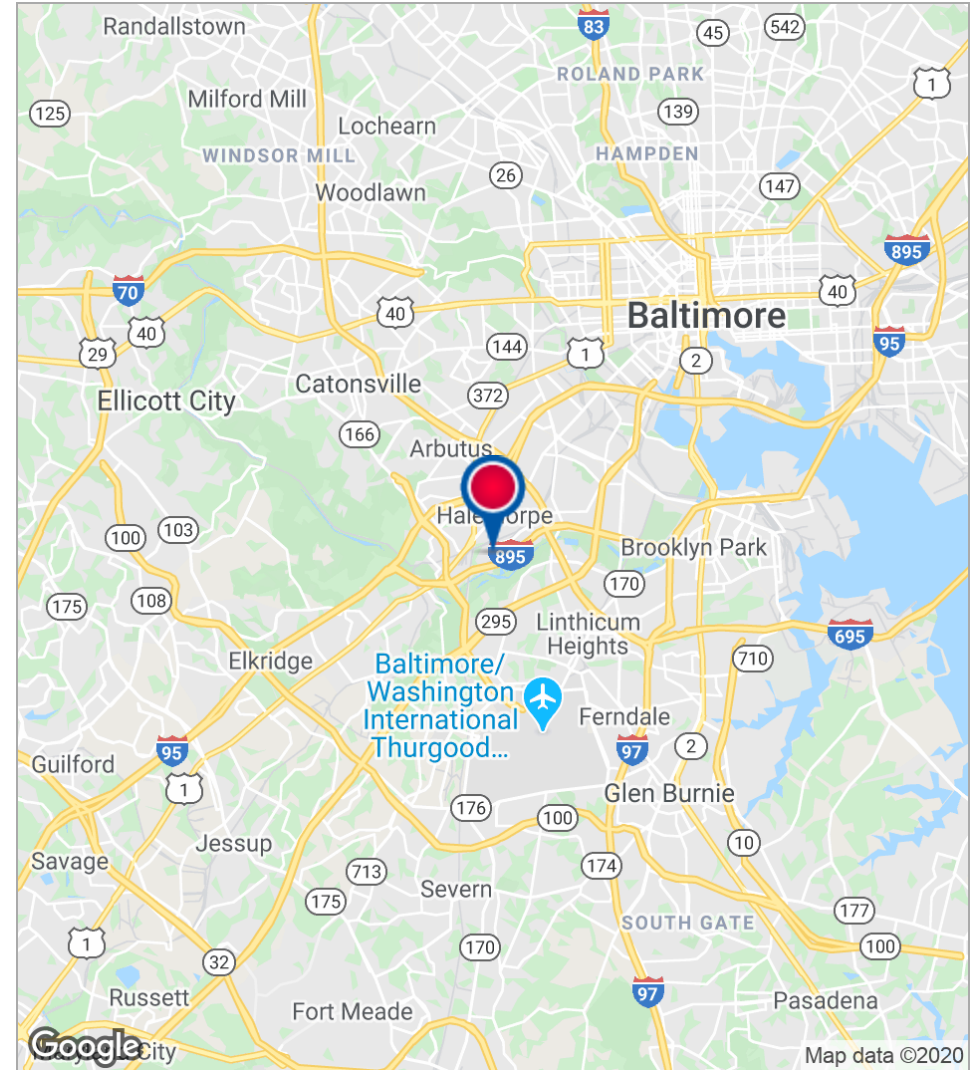 Randallstown
83
45
542
ROLAND PARK
1
Milford Mill
125
139
Lochearn
WINDSOR MILL
HAMPDEN
26
147
Woodlawn
895
70
40
40
40
Baltimore
29
144
1
2
95
Catonsville
372
Ellicott City
166
Arbutus
Halethorpe
100
103
895
Brooklyn Park
170
175
108
295
Linthicum
Heights
695
Elkridge
710
Baltimore/
Washington
International
Thurgood...
Ferndale
95
97
2
Guilford
1
Glen Burnie
176
100
Jessup
10
Savage
713
174
Severn
175
177
SOUTH GATE
1
170
100
32
97
Russett
Fort Meade
Pasadena
Google
City
Map data ©2020